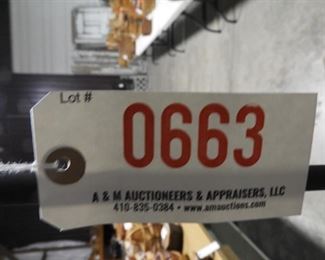 Lot #
0663
A & M AUCTIONEERS & APPRAISERS, LLC
410-835-0384 • www.amauctions.com